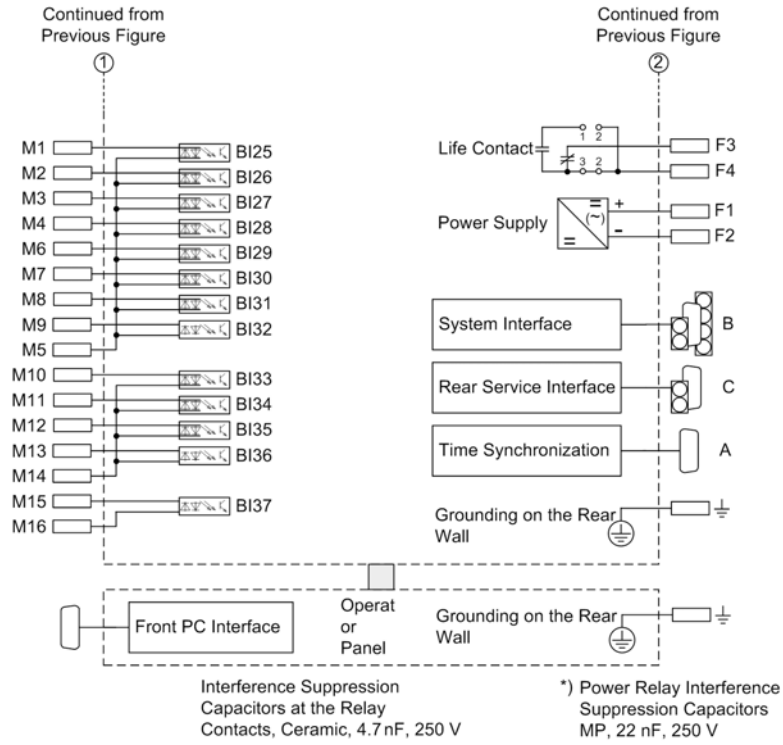 Continued from
Previous Figure
1
Continued from
Previous Figure
2
M1 BI25
M2 BI26
M3 BI27
M4 BI28
M6 BI29
M7 BI30
M8 BI31
M9 BI32
M5
M10 BI33
M11 BI34
M12 BI35
M13 BI36
M14
M15 BI37
M16
Life Contact
1 2
3 2
F3
F4
Power Supply
= + F1
(~)
= - F2
System Interface B
Rear Service Interface C
Time Synchronization A
Grounding on the Rear
Wall
Front PC Interface
Operat
or
Panel
Grounding on the Rear
Wall
Interference Suppression
Capacitors at the Relay
Contacts, Ceramic, 4.7 nF, 250 V
*) Power Relay Interference
Suppression Capacitors
MP, 22 nF, 250 V